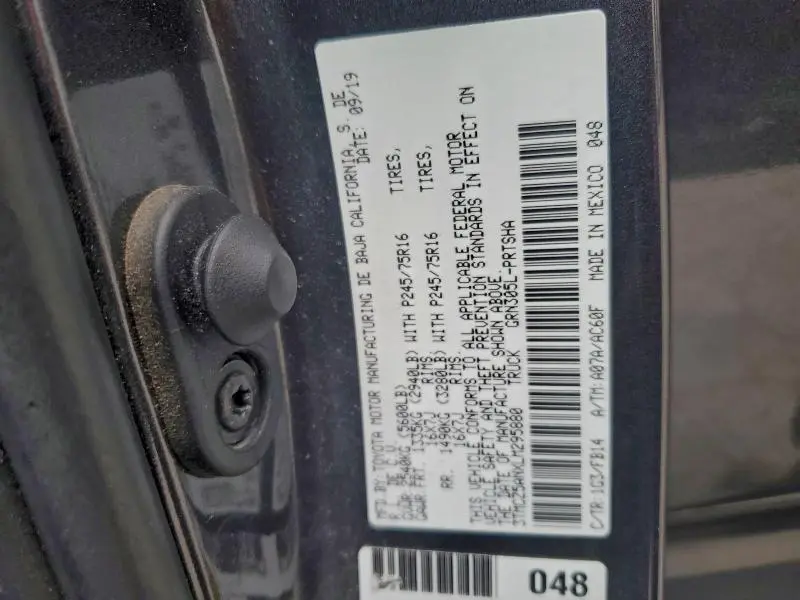 MFD BY: TOYOTA MOTOR MANUFACTURING DE BAJA CALIFORNIA, S. DE
R. L. DE C.V. DATE: 09/19
GVWR 2540KG (5600LB)
GAWR FRT. 1335KG (2940LB) WITH P245/75R16 TIRES,
16X7J RIMS.
RR. 1490KG (3280LB) WITH P245/75R16 TIRES,
16X7J RIMS.
THIS VEHICLE CONFORMS TO ALL APPLICABLE FEDERAL MOTOR
VEHICLE SAFETY AND THEFT PREVENTION STANDARDS IN EFFECT ON
THE DATE OF MANUFACTURE SHOWN ABOVE.
3TMCZ5ANXLM295880 TRUCK GRN305L-PRTSHA
C/TR:1G3/FB14 A/TM:A07A/AC60F MADE IN MEXICO 048
048